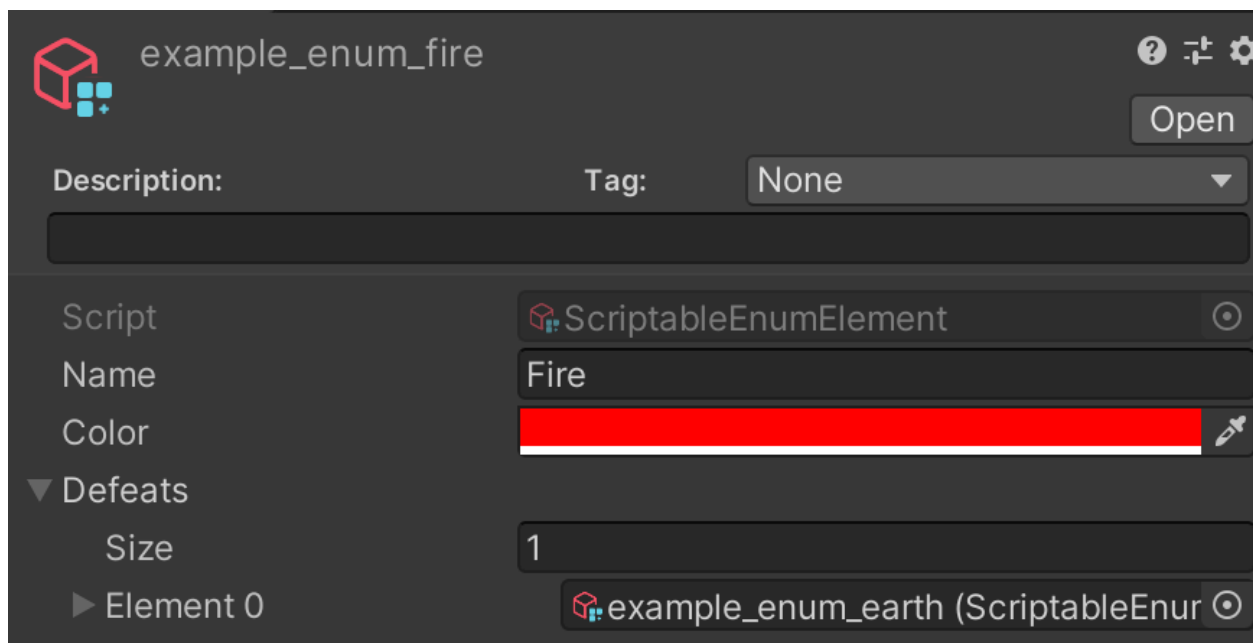 example_enum_fire
Open
Description: Tag: None
Script ScriptableEnumElement
Name Fire
Color
Defeats
Size 1
Element 0 example_enum_earth (ScriptableEnur